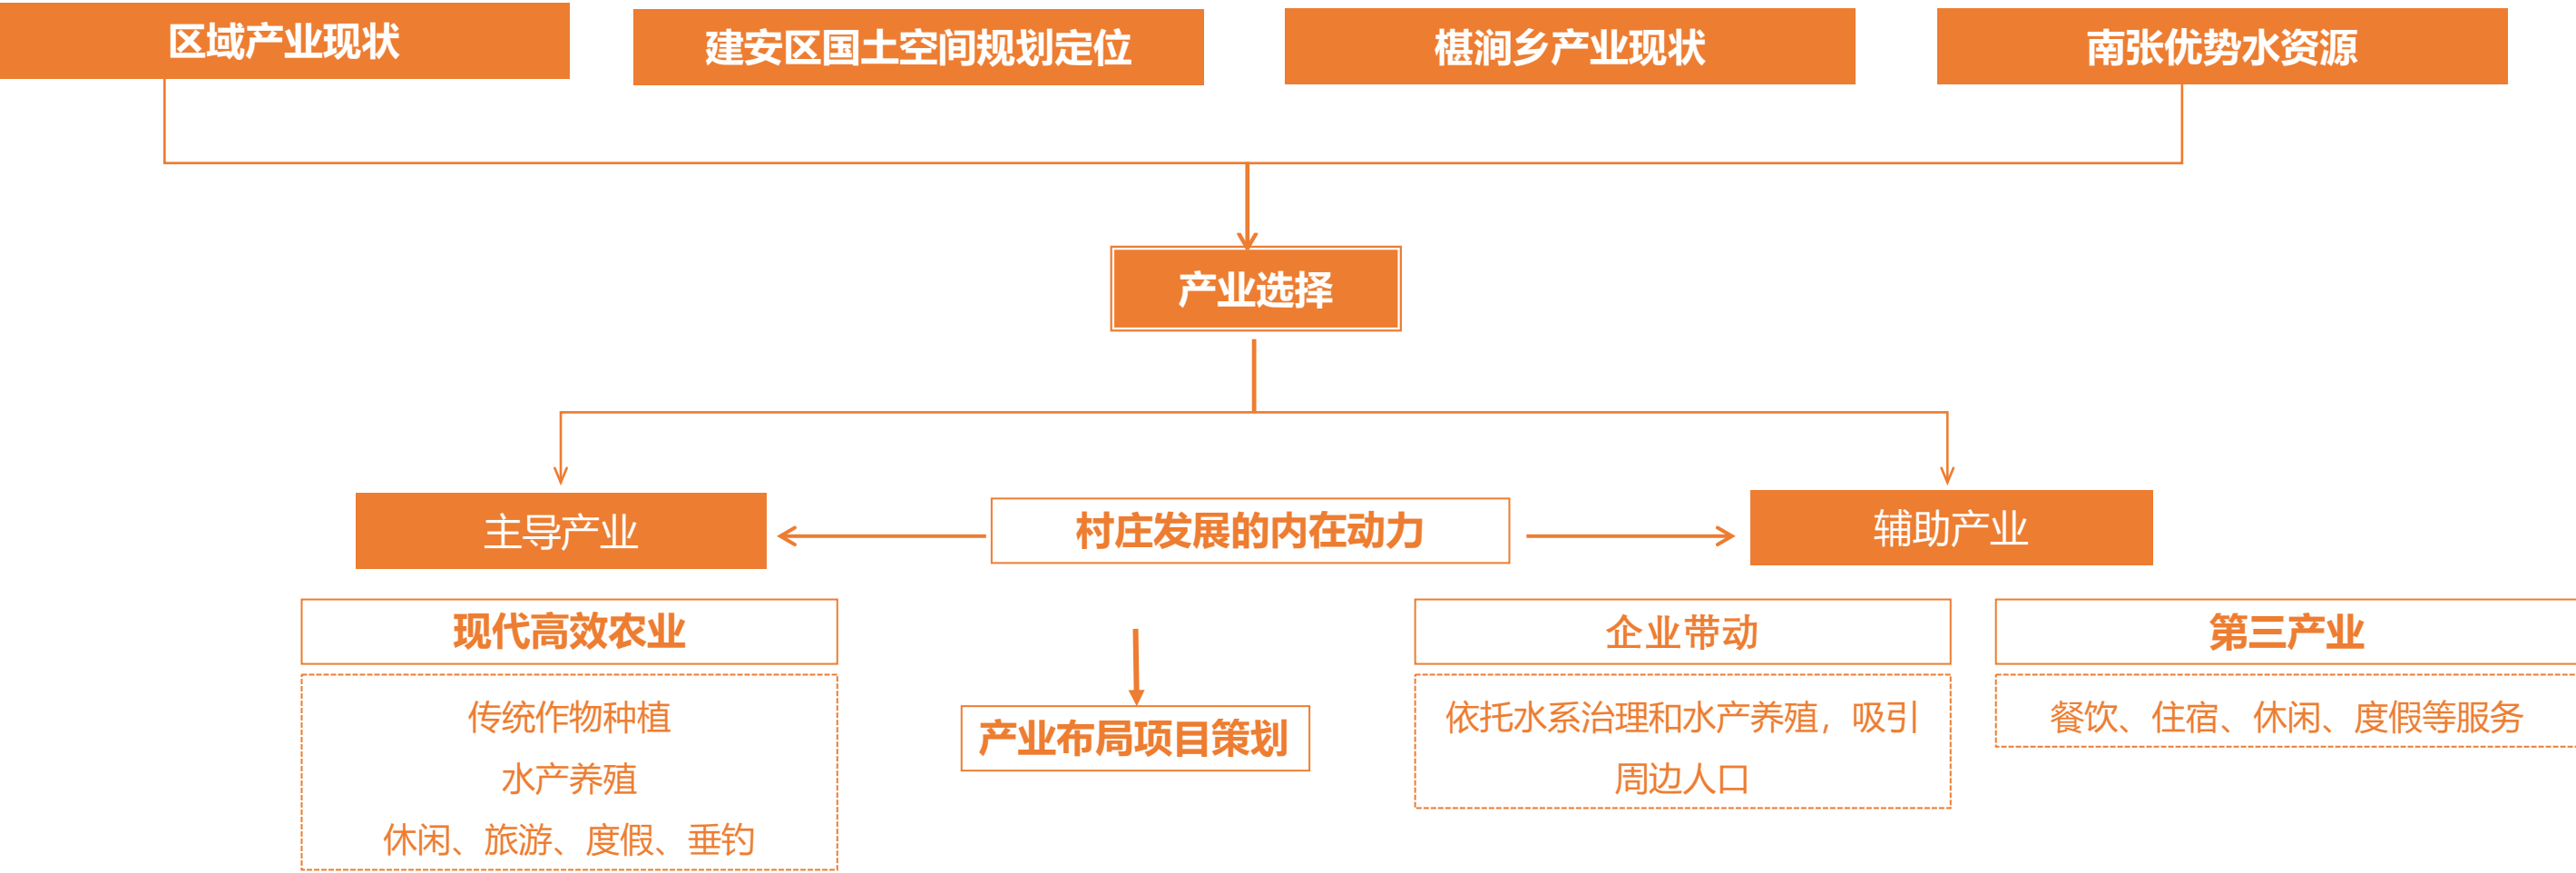 区域产业现状
建安区国土空间规划定位
椹涧乡产业现状
南张优势水资源
产业选择
主导产业
村庄发展的内在动力
辅助产业
现代高效农业
企业带动
第三产业
传统作物种植
水产养殖
休闲、旅游、度假、垂钓
产业布局项目策划
依托水系治理和水产养殖，吸引
周边人口
餐饮、住宿、休闲、度假等服务